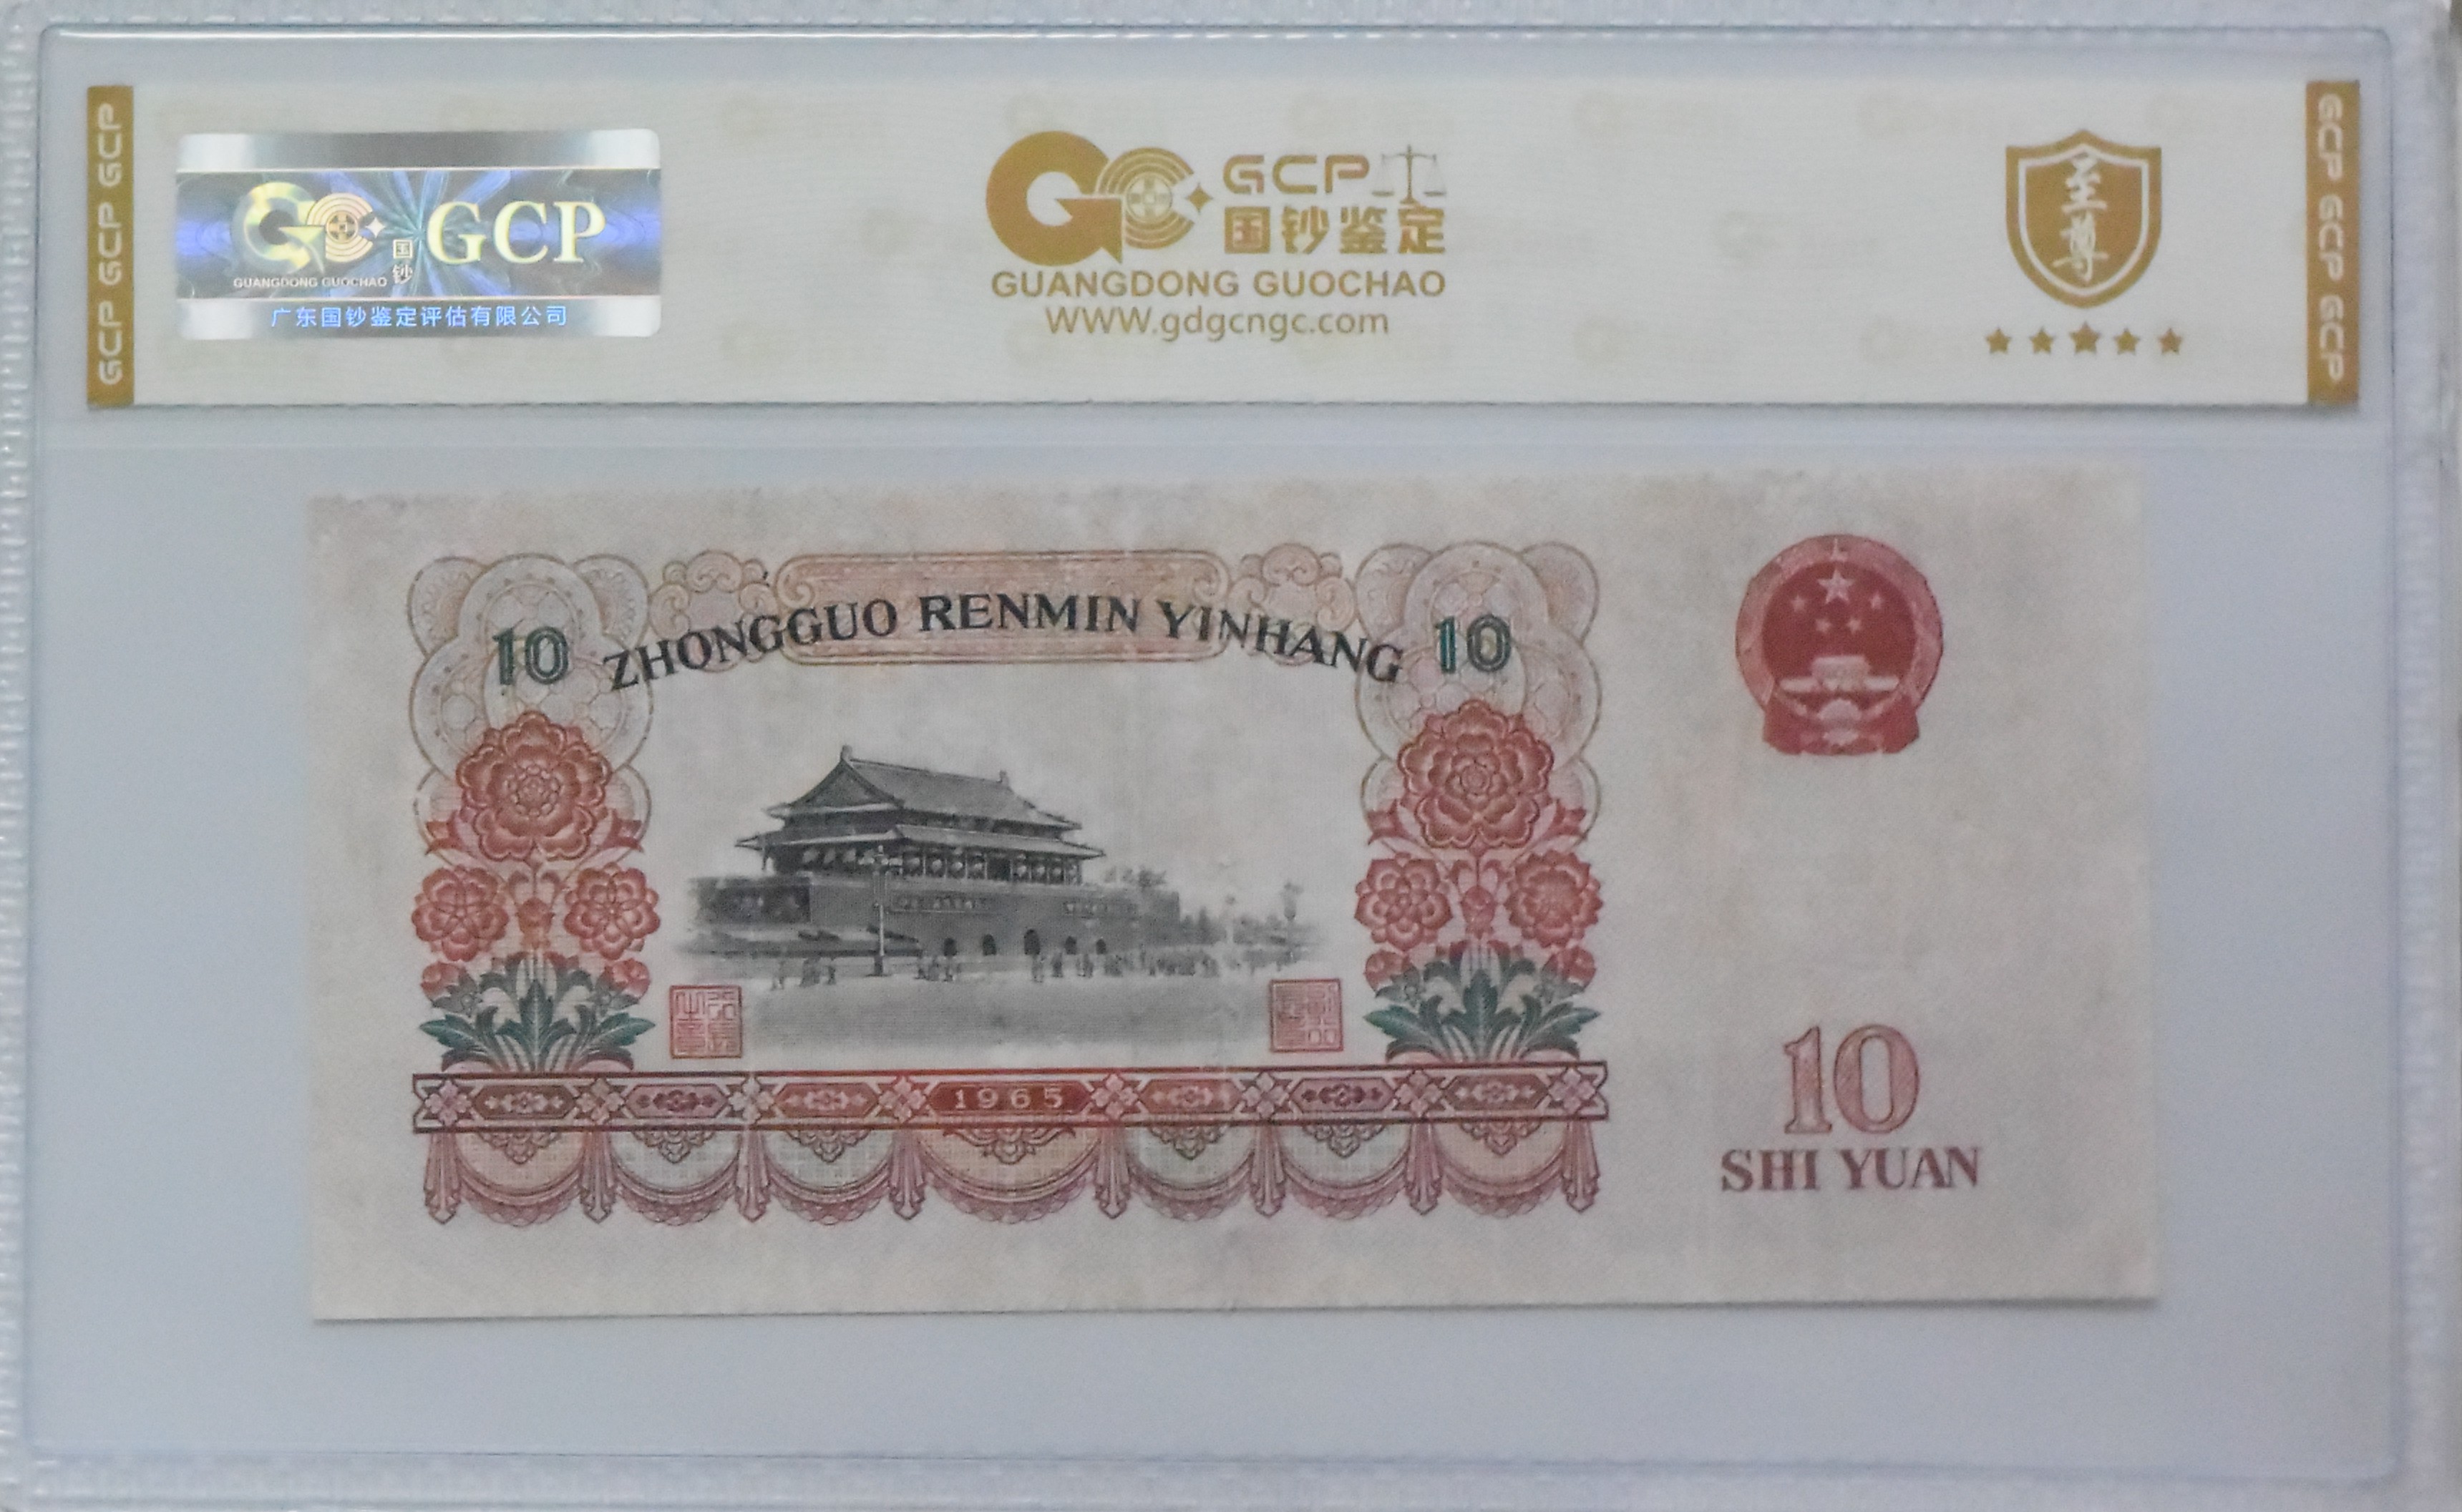 GCP GCP GCP
GUANGDONG GUOCHAO
国钞
GCP
广东国钞鉴定评估有限公司
GCP
国钞鉴定
GUANGDONG GUOCHAO
WWW.gdgcngc.com
至尊
GCP GCP GCP
10 ZHONGGUO RENMIN YINHANG 10
1965
10
SHI YUAN